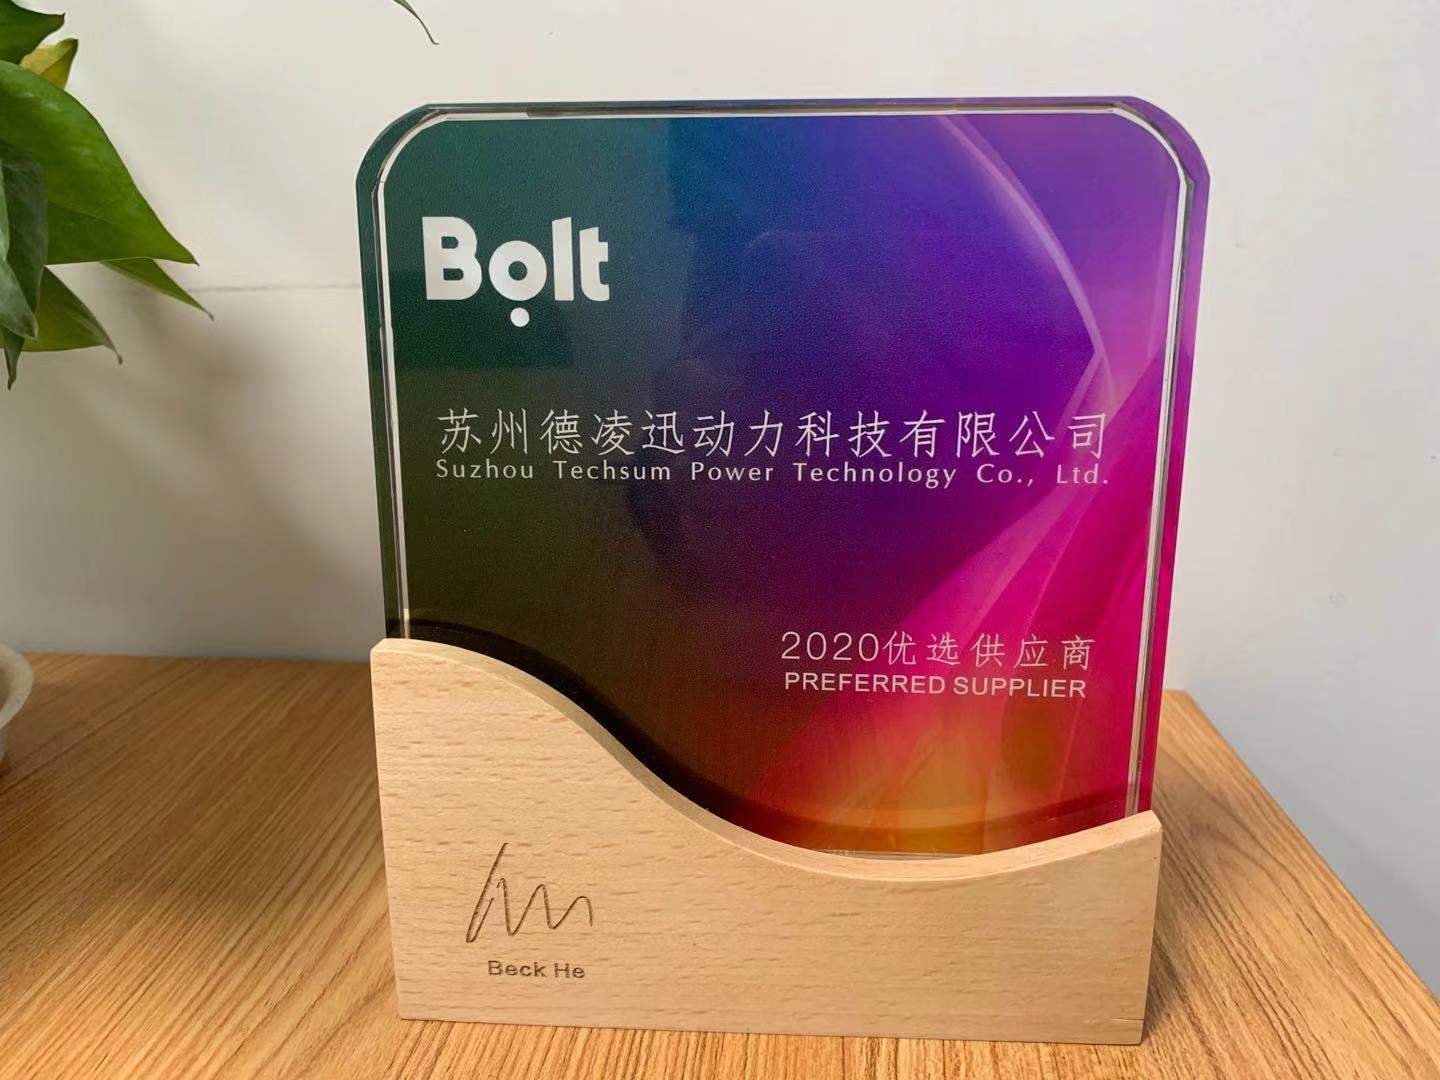 Bolt
苏州德凌迅动力科技有限公司
Suzhou Techsum Power Technology Co., Ltd.
2020优选供应商
PREFERRED SUPPLIER
Beck He